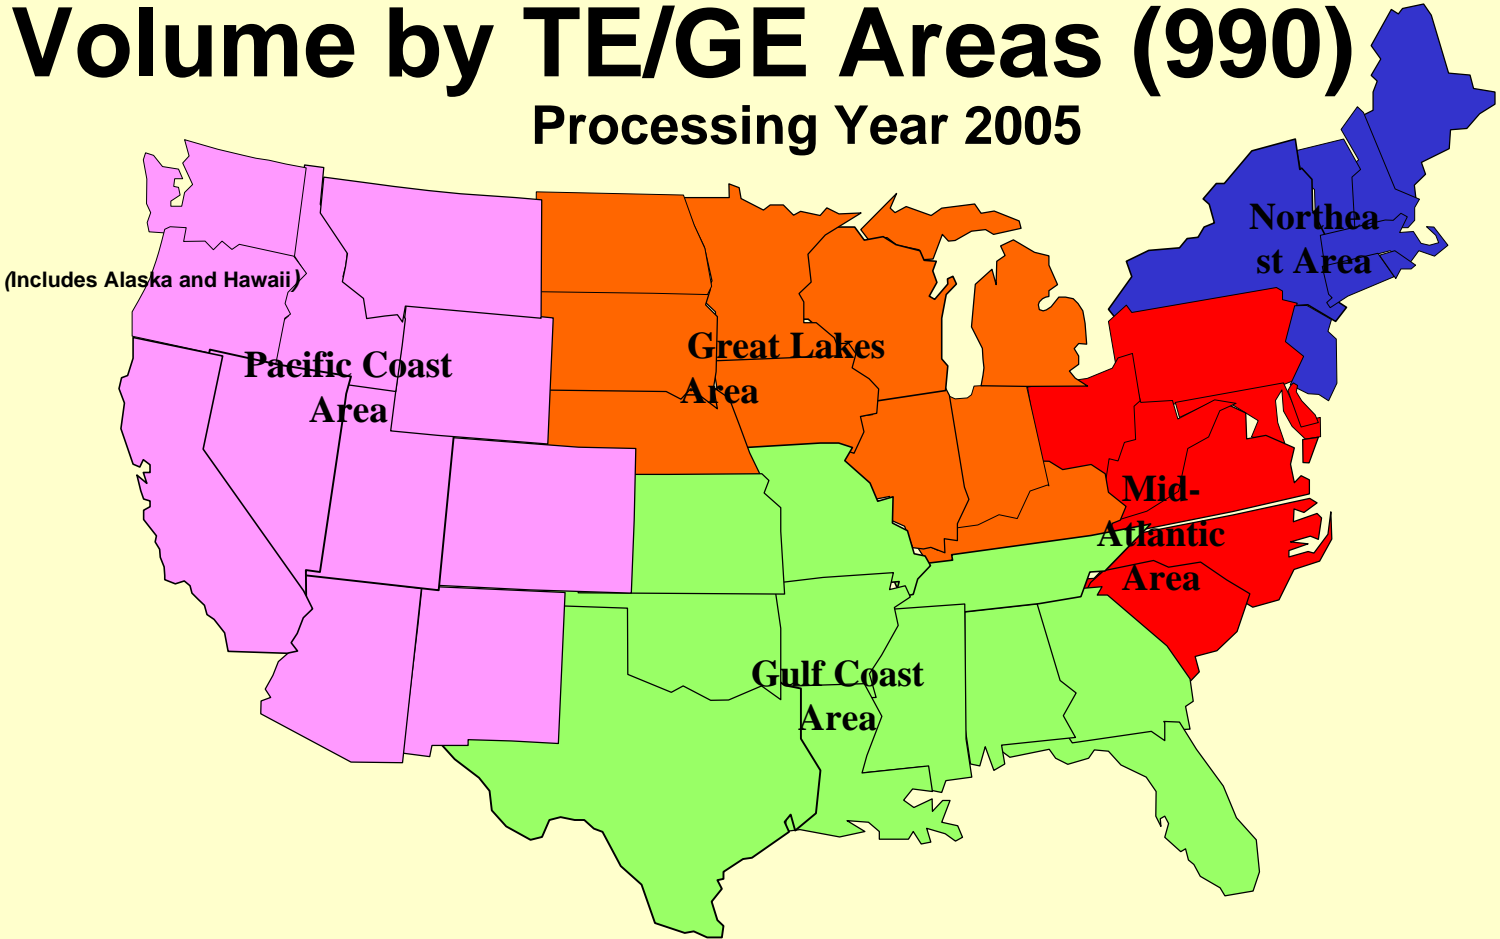 Volume by TE/GE Areas (990)
Processing Year 2005
Northea
st Area
(Includes Alaska and Hawaii)
Pacific Coast
Area
Great Lakes
Area
Mid-
Atlantic
Area
Gulf Coast
Area